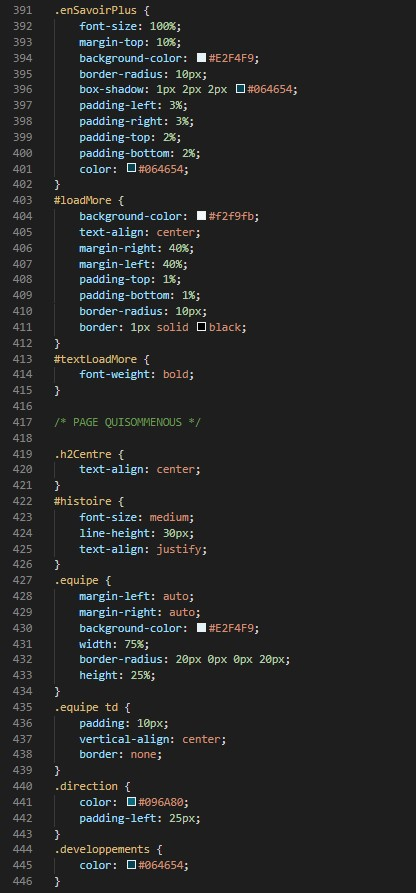 391 .enSavoirPlus {
392     font-size: 100%;
393     margin-top: 10%;
394     background-color: #E2F4F9;
395     border-radius: 10px;
396     box-shadow: 1px 2px 2px #064654;
397     padding-left: 3%;
398     padding-right: 3%;
399     padding-top: 2%;
400     padding-bottom: 2%;
401     color: #064654;
402 }
403 #loadMore {
404     background-color: #f2f9fb;
405     text-align: center;
406     margin-right: 40%;
407     margin-left: 40%;
408     padding-top: 1%;
409     padding-bottom: 1%;
410     border-radius: 10px;
411     border: 1px solid black;
412 }
413 #textLoadMore {
414     font-weight: bold;
415 }
416
417 /* PAGE QUISOMMENOUS */
418
419 .h2Centre {
420     text-align: center;
421 }
422 #histoire {
423     font-size: medium;
424     line-height: 30px;
425     text-align: justify;
426 }
427 .equipe {
428     margin-left: auto;
429     margin-right: auto;
430     background-color: #E2F4F9;
431     width: 75%;
432     border-radius: 20px 0px 0px 20px;
433     height: 25%;
434 }
435 .equipe td {
436     padding: 10px;
437     vertical-align: center;
438     border: none;
439 }
440 .direction {
441     color: #096A80;
442     padding-left: 25px;
443 }
444 .developpements {
445     color: #064654;
446 }